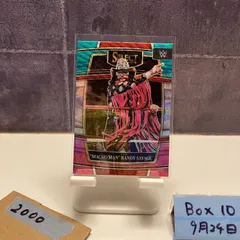 SELECT
W
"MACHO MAN" RANDY SAVAGE
2000
Box 10
9月24日